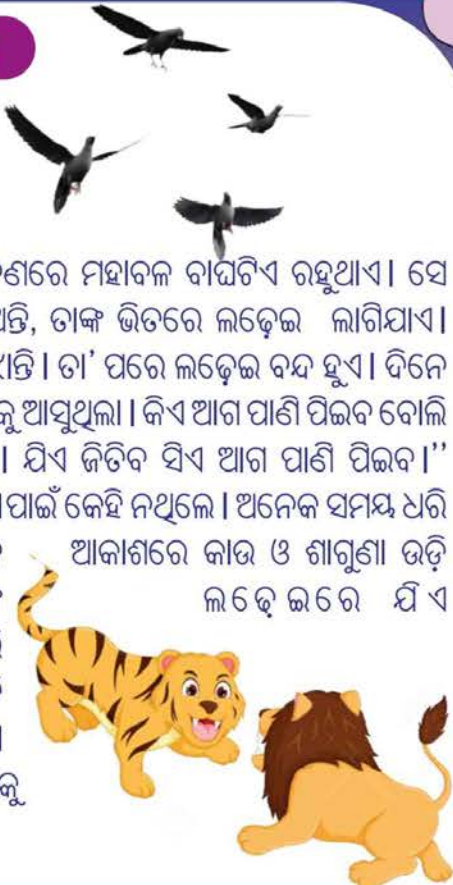 ରେ ମହାବଳ ବାଘଟିଏ ରହୁଥାଏ। ସେ
ତାଙ୍କ ଭିତରେ ଲଢ଼େଇ ଲାଗିଯାଏ।
ତା' ପରେ ଲଢ଼େଇ ବନ୍ଦ ହୁଏ। ଦିନେ
କୁ ଆସୁଥିଲା। କିଏ ଆଗ ପାଣି ପିଇବ ବୋଲି
। ଯିଏ ଜିତିବ ସିଏ ଆଗ ପାଣି ପିଇବ।’’
ପାଇଁ କେହି ନଥିଲେ। ଅନେକ ସମୟ ଧରି
ଆକାଶରେ କାଉ ଓ ଶାଗୁଣା ଉଡ଼ି
ଲଢ଼େଇରେ ଯିଏ
।
କୁ